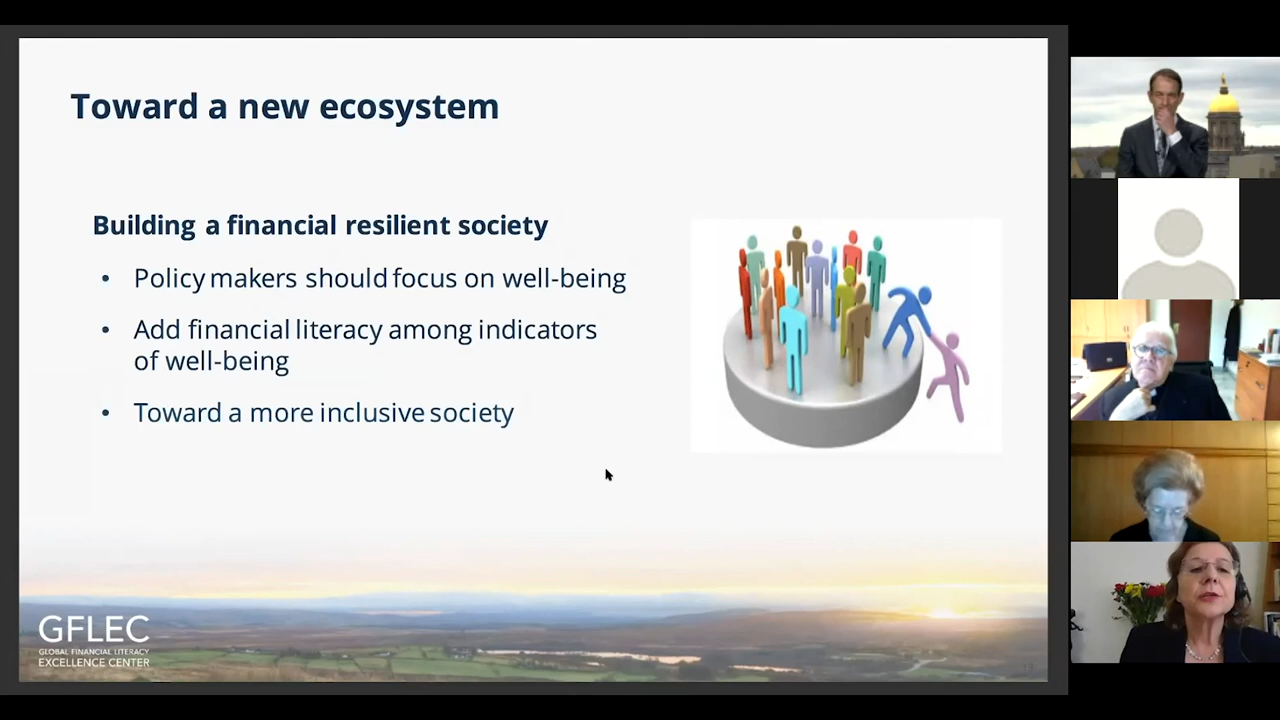 Toward a new ecosystem
Building a financial resilient society
• Policy makers should focus on well-being
• Add financial literacy among indicators
of well-being
• Toward a more inclusive society
GFLEC
GLOBAL FINANCIAL LITERACY
EXCELLENCE CENTER